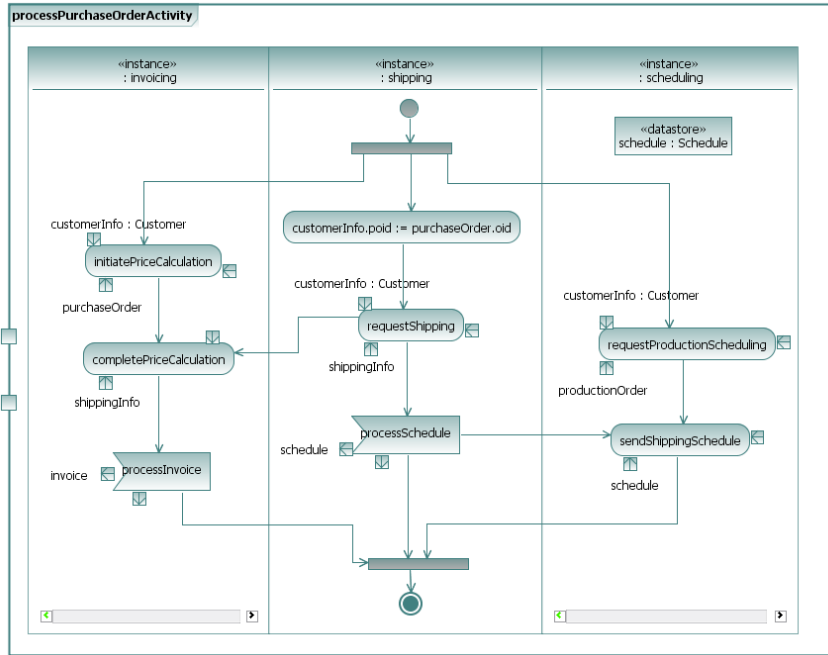 processPurchaseOrderActivity
«instance»
: invoicing
«instance»
: shipping
«instance»
: scheduling
«datastore»
schedule : Schedule
customerInfo : Customer
initiatePriceCalculation
purchaseOrder
customerInfo.poid := purchaseOrder.oid
customerInfo : Customer
requestShipping
shippingInfo
customerInfo : Customer
requestProductionScheduling
productionOrder
completePriceCalculation
shippingInfo
processSchedule
schedule
sendShippingSchedule
schedule
processInvoice
invoice